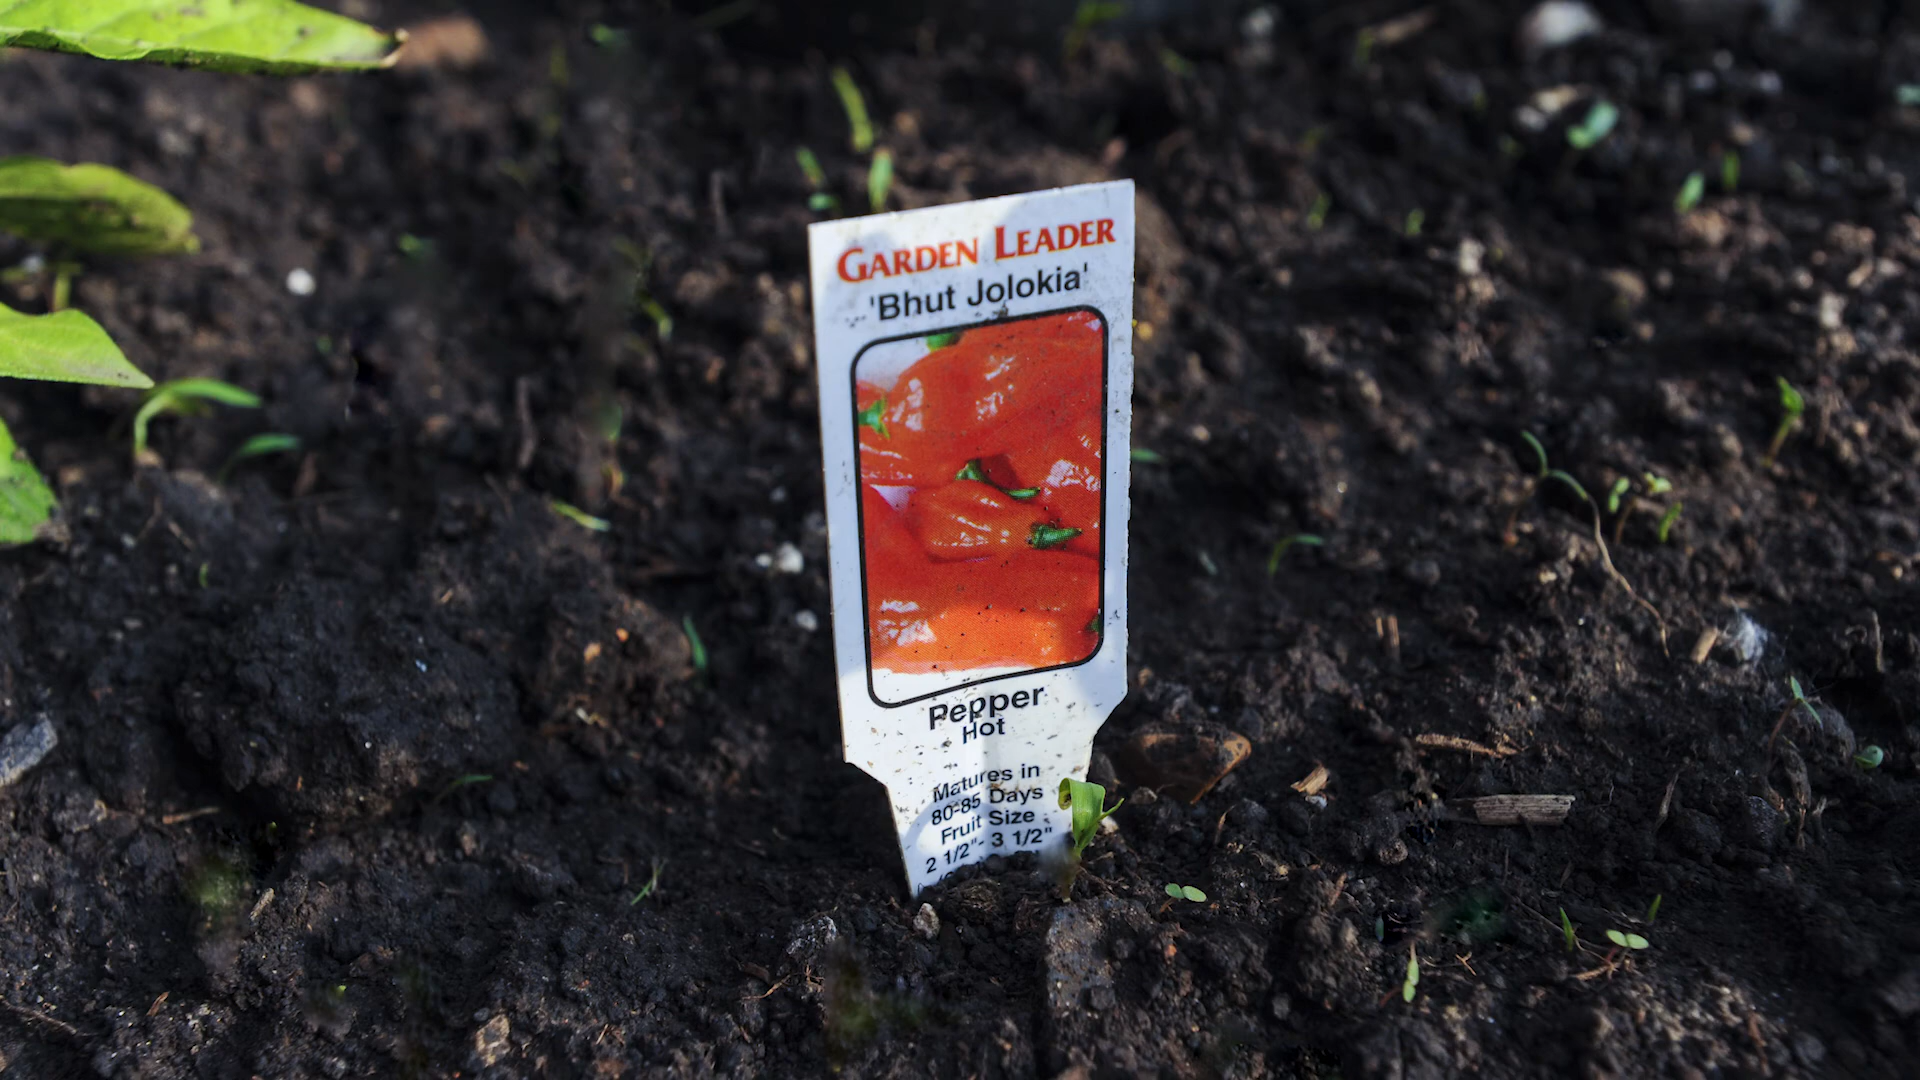 GARDEN LEADER
'Bhut Jolokia'
Pepper
Hot
Matures in
80-85 Days
Fruit Size
2 1/2"- 3 1/2"